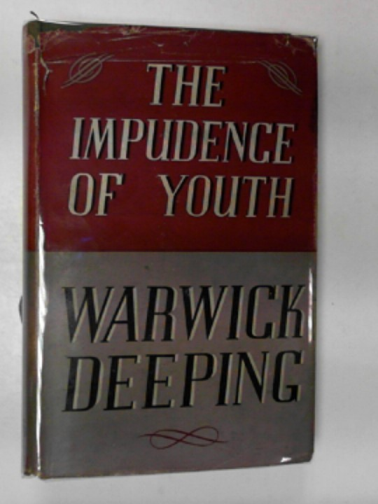 THE
IMPUDENCE
OF YOUTH
WARWICK
DEEPING